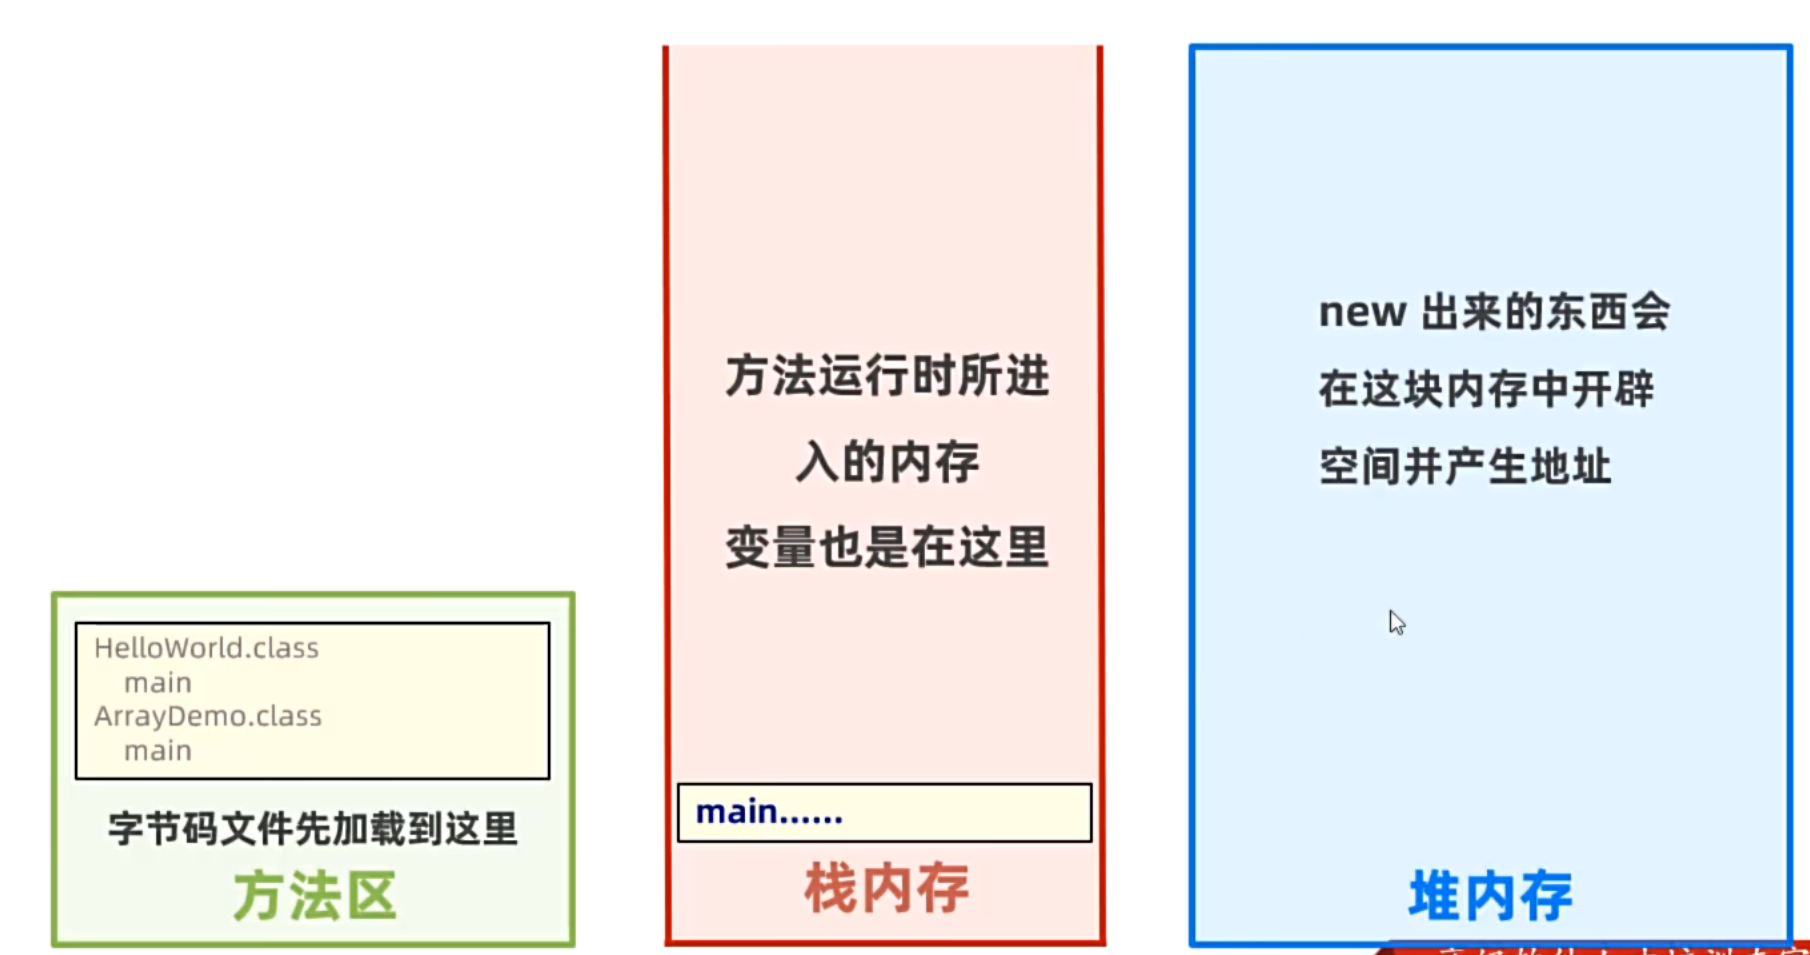 HelloWorld.class
main
ArrayDemo.class
main
字节码文件先加载到这里
方法区
方法运行时所进
入的内存
变量也是在这里
main......
栈内存
new 出来的东西会
在这块内存中开辟
空间并产生地址
堆内存